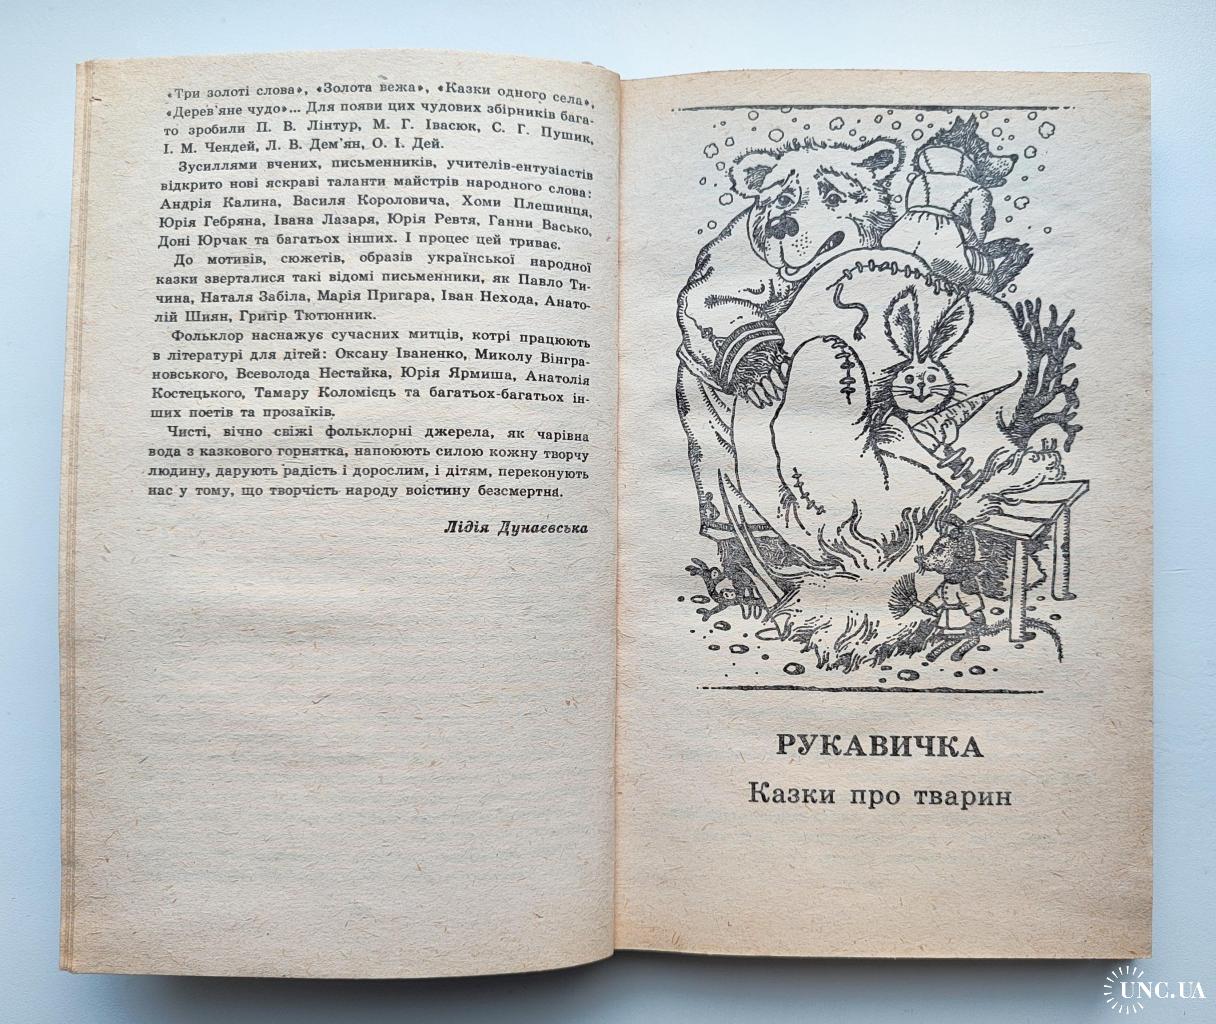 «Три золоті слова», «Золота вежа», «Казки одного села»,
«Дерев'яне чудо»... Для появи цих чудових збірників бага-
то зробили П. В. Лінтур, М. Г. Івасюк, С. Г. Пушик,
І. М. Чендей, Л. В. Дем'ян, О. І. Дей.
Зусиллями вчених, письменників, учителів-ентузіастів
відкрито нові яскраві таланти майстрів народного слова:
Андрія Калина, Василя Короловича, Хоми Плешинця,
Юрія Гебряна, Івана Лазаря, Юрія Ревтя, Ганни Васько,
Доні Юрчак та багатьох інших. І процес цей триває.
До мотивів, сюжетів, образів української народної
казки зверталися такі відомі письменники, як Павло Ти-
чина, Наталя Забіла, Марія Пригара, Іван Нехода, Анато-
лій Шиян, Григір Тютюнник.
Фольклор наснажує сучасних митців, котрі працюють
в літературі для дітей: Оксану Іваненко, Миколу Вінгра-
новського, Всеволода Нестайка, Юрія Ярмиша, Анатолія
Костецького, Тамару Коломієць та багатьох-багатьох ін-
ших поетів та прозаїків.
Чисті, вічно свіжі фольклорні джерела, як чарівна
вода з казкового горнятка, напоюють силою кожну творчу
людину, дарують радість і дорослим, і дітям, переконують
нас у тому, що творчість народу воістину безсмертна.
Лідія Дунаєвська
РУКАВИЧКА
Казки про тварин
UNC.UA